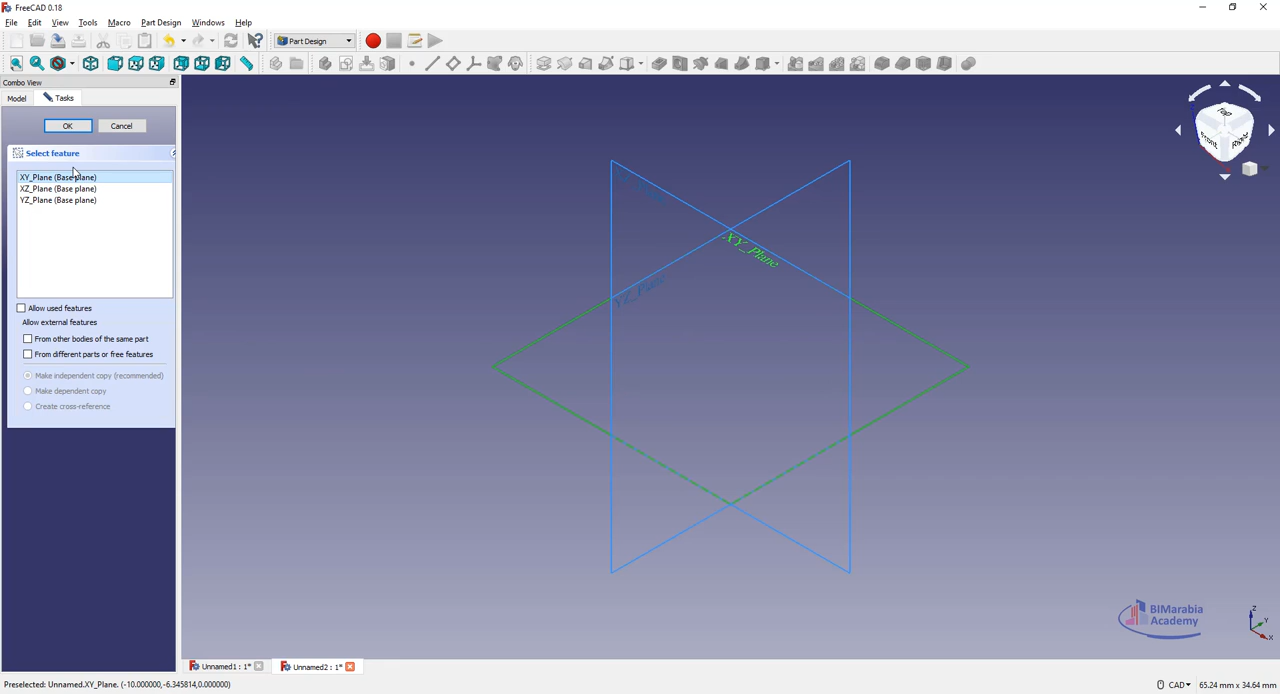 FreeCAD 0.18
File Edit View Tools Macro Part Design Windows Help
Part Design
Combo View
Model Tasks
OK Cancel
Select feature
XY_Plane (Base plane)
XZ_Plane (Base plane)
YZ_Plane (Base plane)
Allow used features
Allow external features
From other bodies of the same part
From different parts or free features
Make independent copy (recommended)
Make dependent copy
Create cross-reference
XY_Plane
YZ_Plane
Top
Front
Right
BIMarabia
Academy
Z
Y
X
Unnamed1 : 1* Unnamed2 : 1*
Preselected: Unnamed.XY_Plane. (-10.000000,-6.345814,0.000000)
CAD 65.24 mm x 34.64 mm